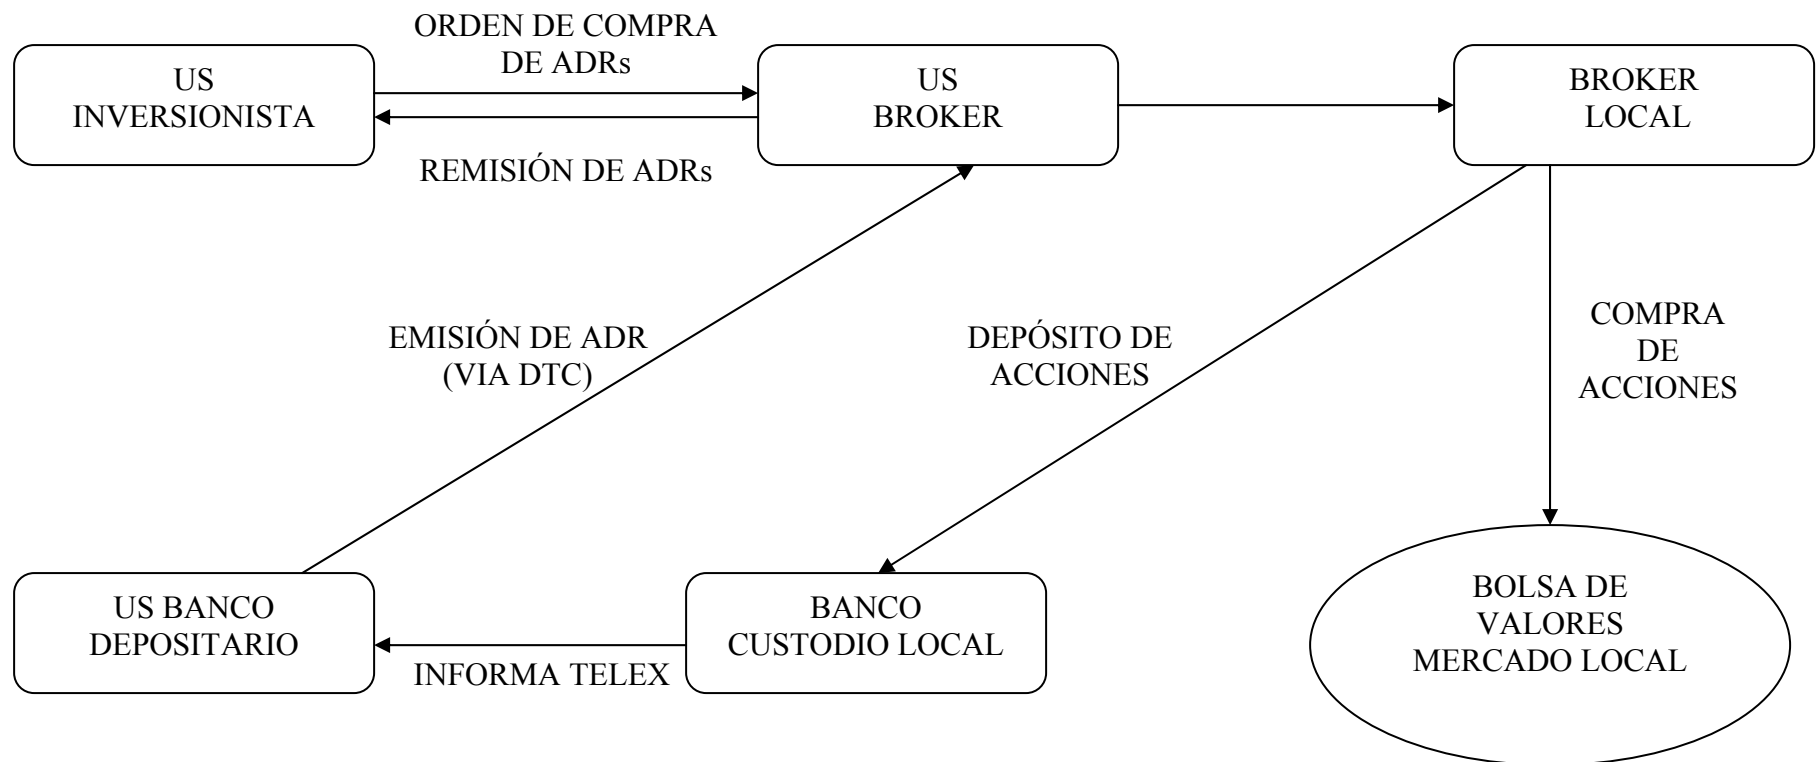 ORDEN DE COMPRA
DE ADRs
US
INVERSIONISTA
US
BROKER
BROKER
LOCAL
REMISIÓN DE ADRs
EMISIÓN DE ADR
(VIA DTC)
DEPÓSITO DE
ACCIONES
COMPRA
DE
ACCIONES
US BANCO
DEPOSITARIO
BANCO
CUSTODIO LOCAL
INFORMA TELEX
BOLSA DE
VALORES
MERCADO LOCAL